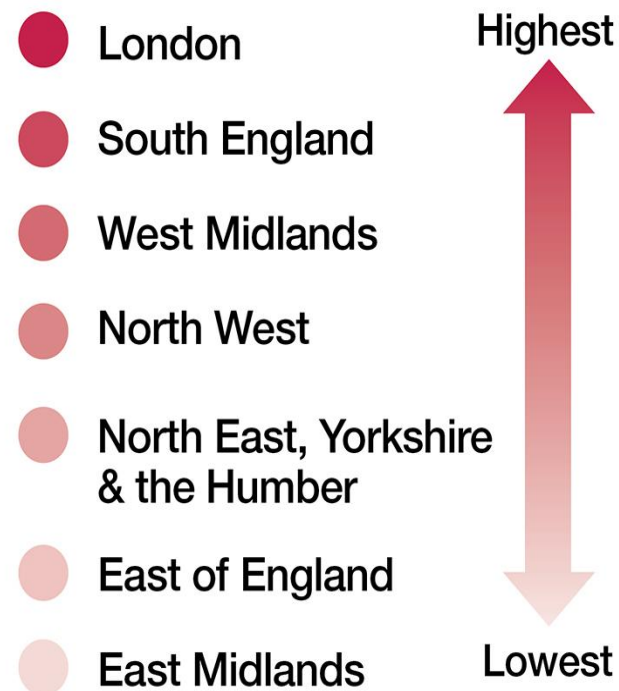 London
Highest
South England
West Midlands
North West
North East, Yorkshire
& the Humber
East of England
East Midlands
Lowest